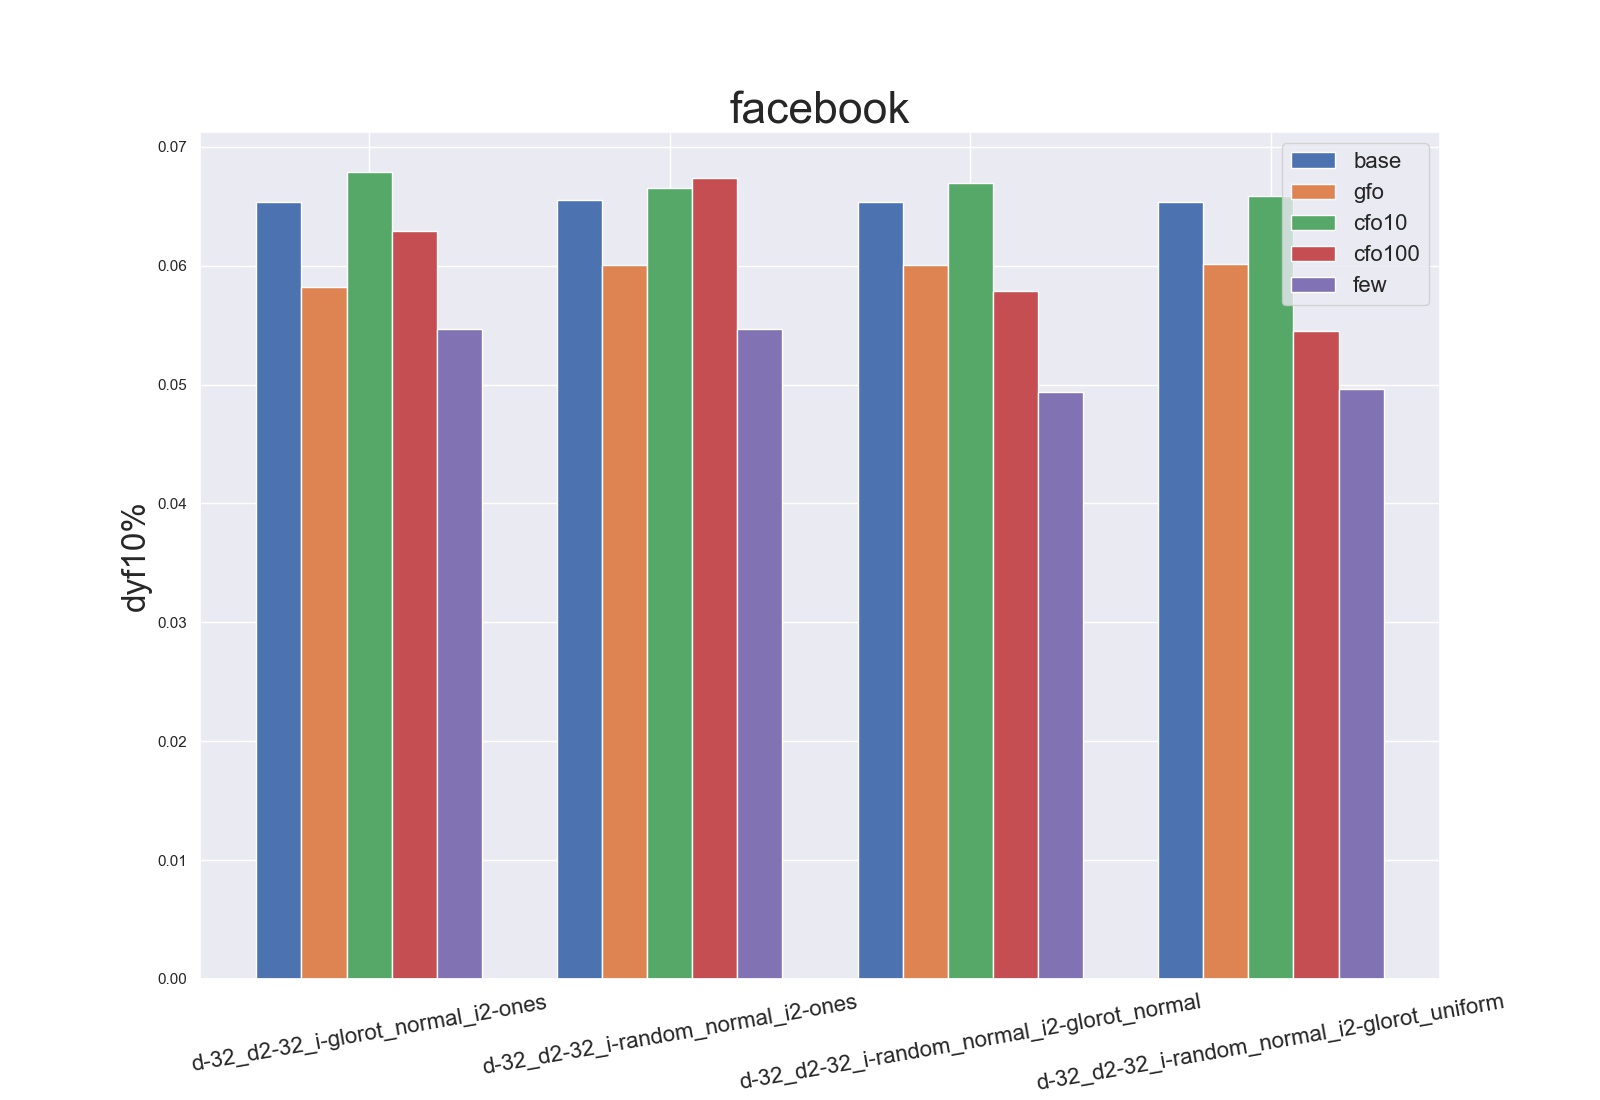 facebook
dyf10%
0.07
0.06
0.05
0.04
0.03
0.02
0.01
0.00
base
gfo
cfo10
cfo100
few
d-32_d2-32_i-glorot_normal_i2-ones
d-32_d2-32_i-random_normal_i2-ones
d-32_d2-32_i-random_normal_i2-glorot_normal
d-32_d2-32_i-random_normal_i2-glorot_uniform